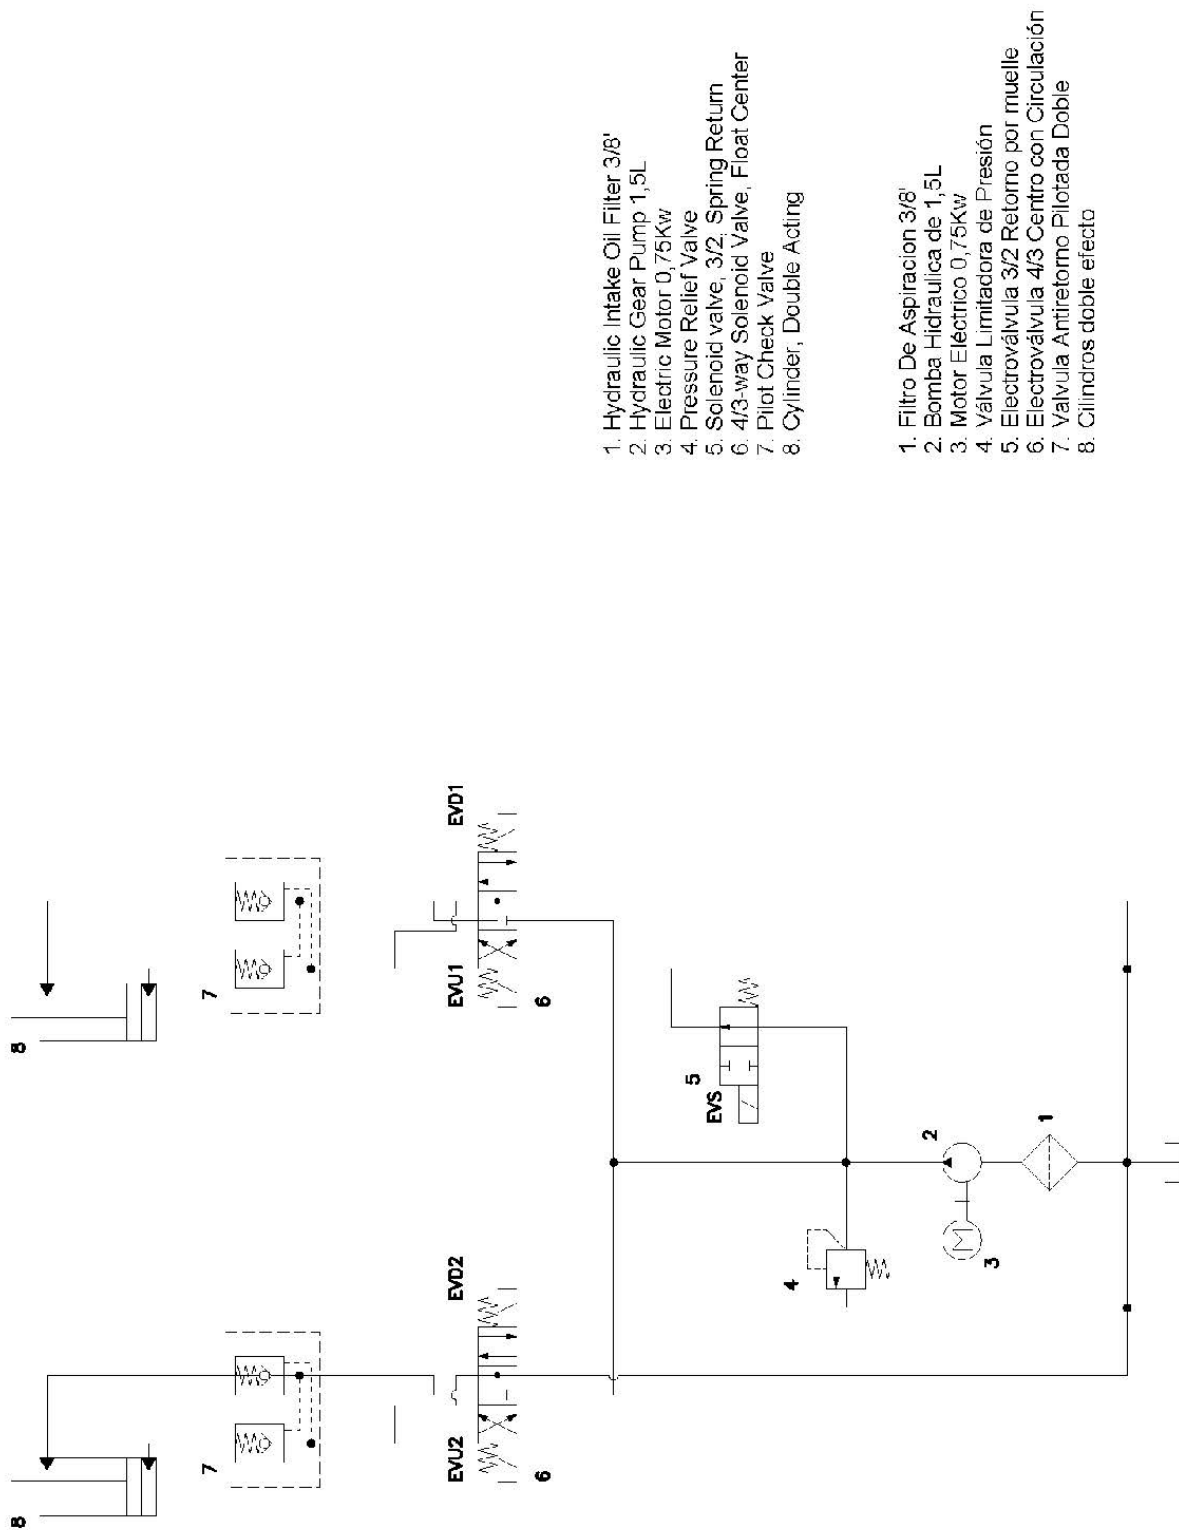 8
8
7
7
EVU2
EVD2
EVU1
EVD1
6
6
5
EVS
4
2
M
3
1
1. Hydraulic Intake Oil Filter 3/8'
2. Hydraulic Gear Pump 1,5L
3. Electric Motor 0,75Kw
4. Pressure Relief Valve
5. Solenoid valve, 3/2, Spring Return
6. 4/3-way Solenoid Valve, Float Center
7. Pilot Check Valve
8. Cylinder, Double Acting
1. Filtro De Aspiracion 3/8'
2. Bomba Hidraulica de 1,5L
3. Motor Eléctrico 0,75Kw
4. Válvula Limitadora de Presión
5. Electroválvula 3/2 Retorno por muelle
6. Electroválvula 4/3 Centro con Circulación
7. Valvula Antiretorno Pilotada Doble
8. Cilindros doble efecto